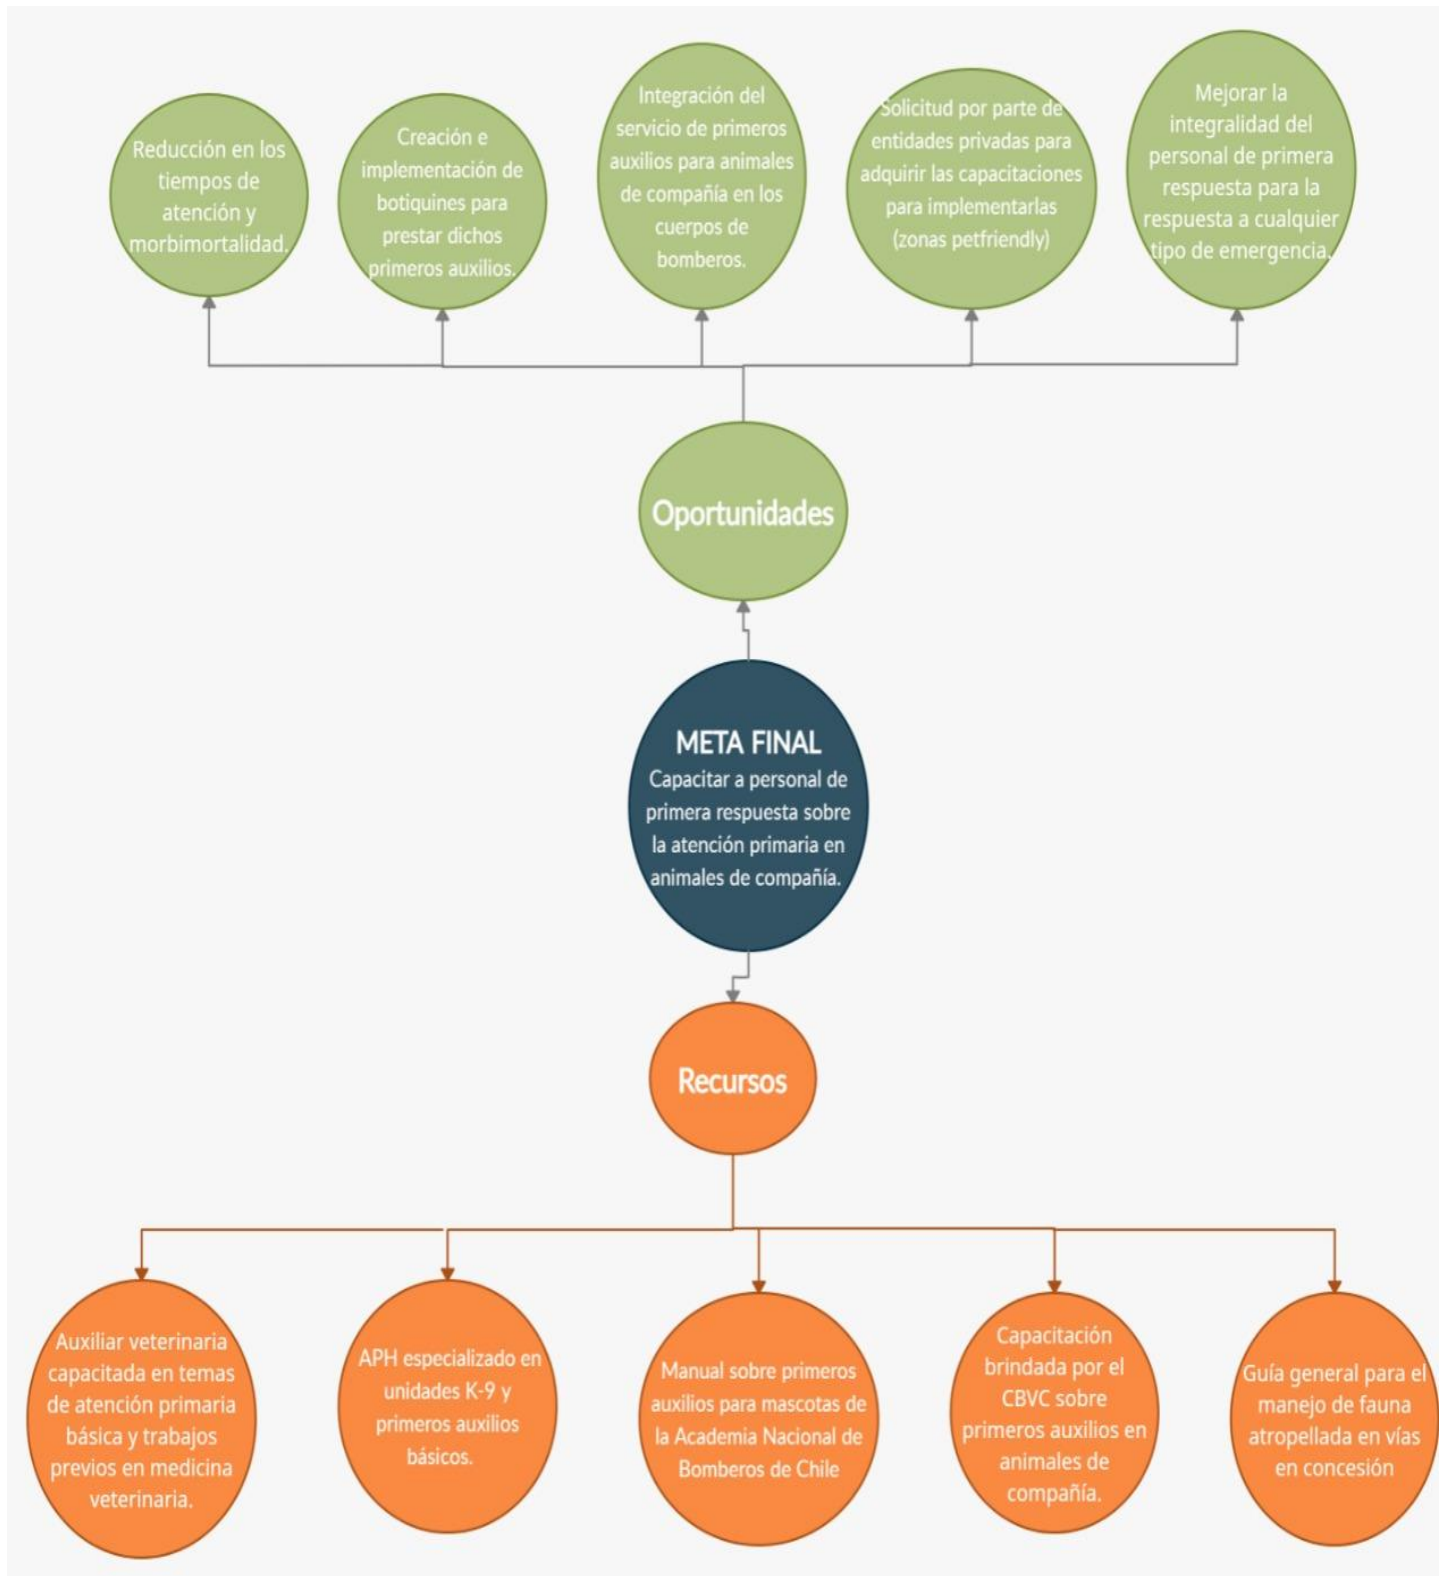 Reducción en los
tiempos de
atención y
morbimortalidad.
Creación e
implementación de
botiquines para
prestar dichos
primeros auxilios.
Integración del
servicio de primeros
auxilios para animales
de compañía en los
cuerpos de
bomberos.
Solicitud por parte de
entidades privadas para
adquirir las capacitaciones
para implementarlas
(zonas petfriendly)
Mejorar la
integralidad del
personal de primera
respuesta para la
respuesta a cualquier
tipo de emergencia.
Oportunidades
META FINAL
Capacitar a personal de
primera respuesta sobre
la atención primaria en
animales de compañía.
Recursos
Auxiliar veterinaria
capacitada en temas
de atención primaria
básica y trabajos
previos en medicina
veterinaria.
APH especializado en
unidades K-9 y
primeros auxilios
básicos.
Manual sobre primeros
auxilios para mascotas de
la Academia Nacional de
Bomberos de Chile
Capacitación
brindada por el
CBVC sobre
primeros auxilios en
animales de
compañía.
Guía general para el
manejo de fauna
atropellada en vías
en concesión